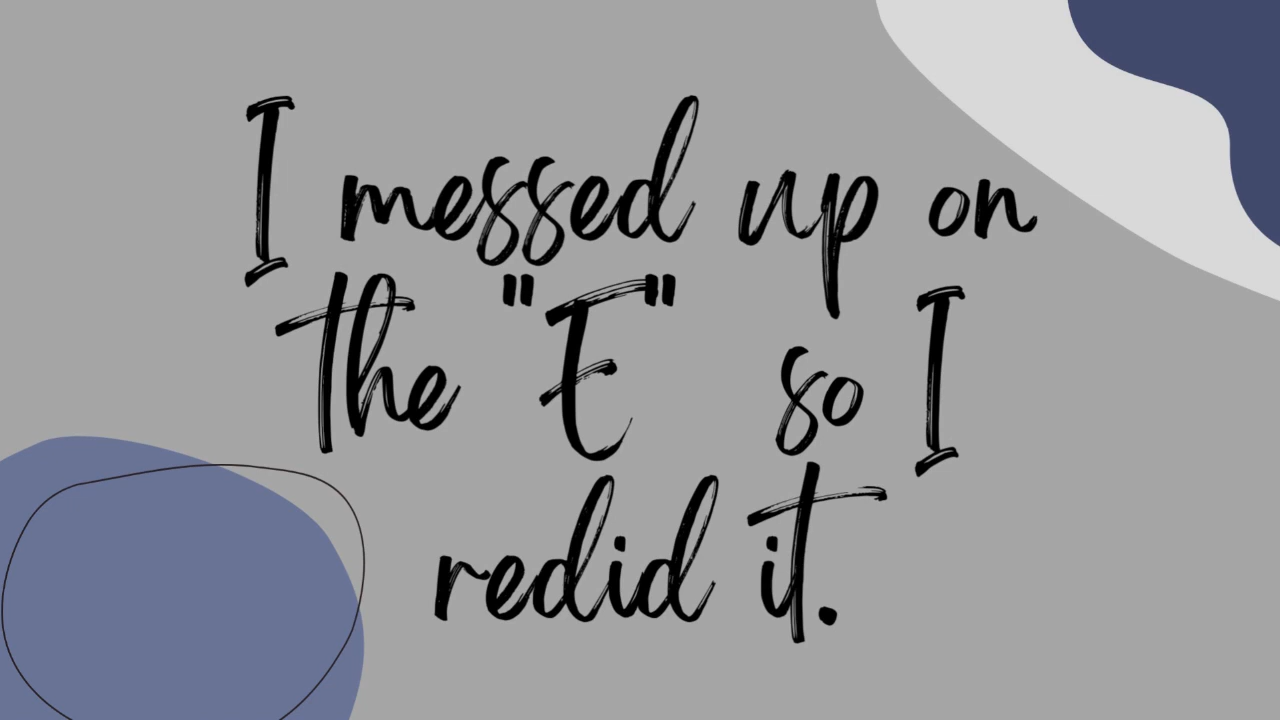 I messed up on
the "E" so I
redid it.